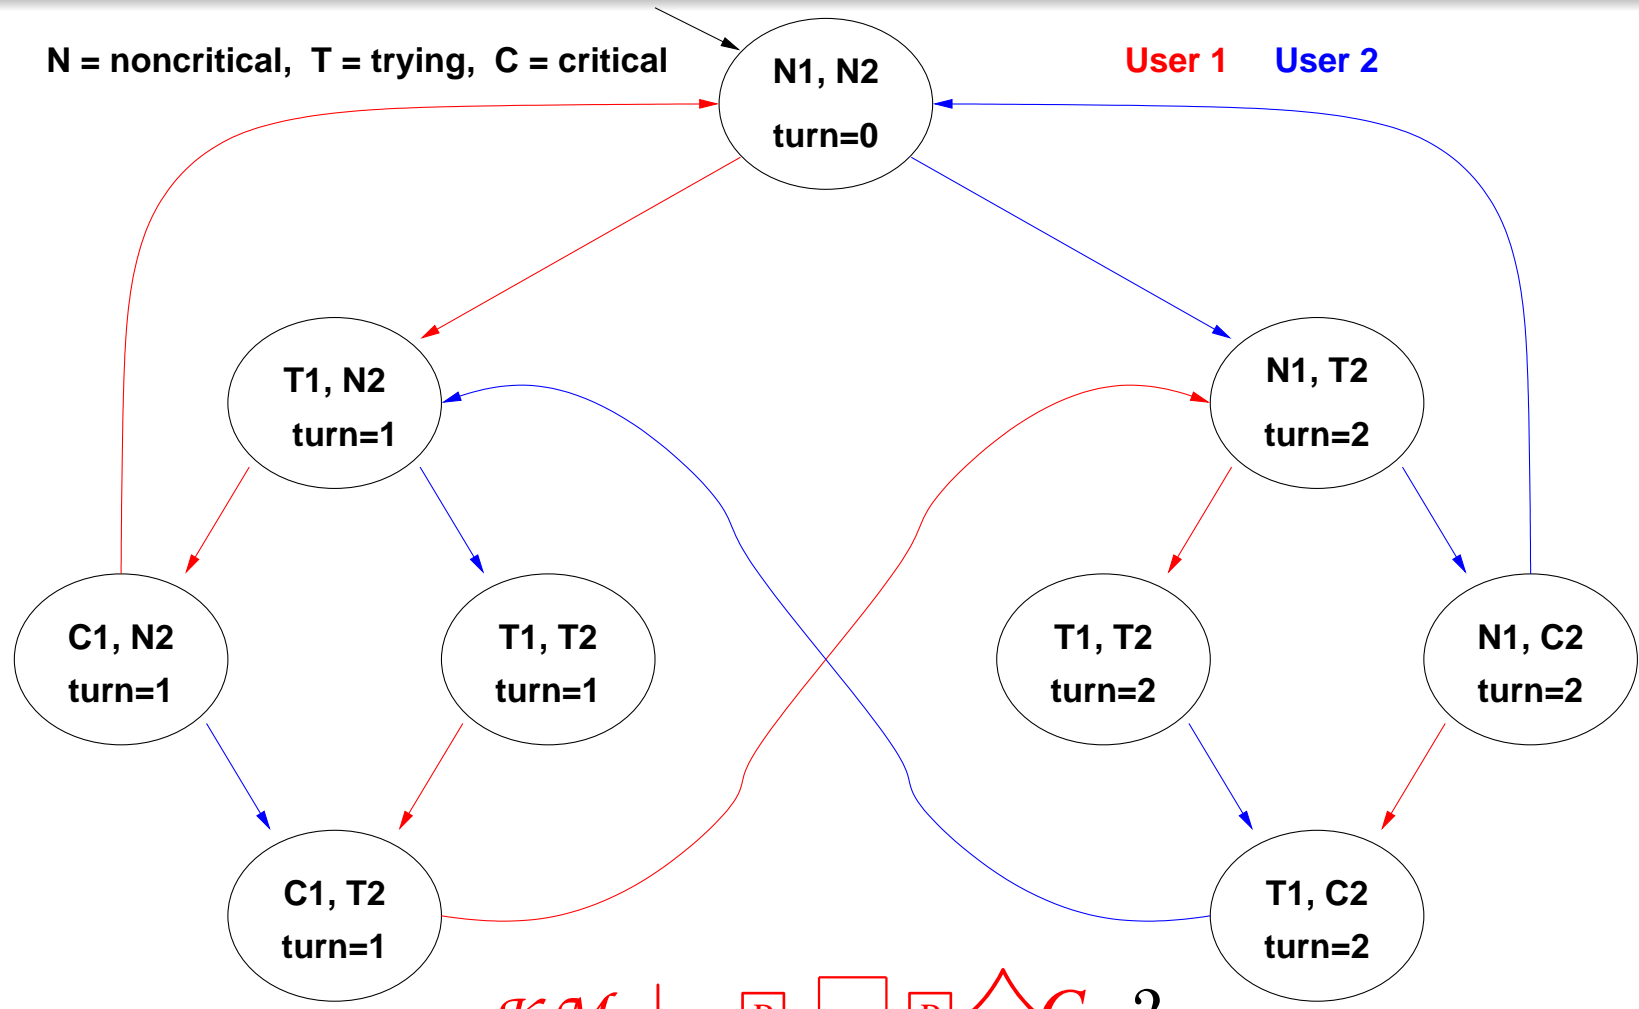 N = noncritical, T = trying, C = critical
User 1 User 2
N1, N2
turn=0
T1, N2
turn=1
N1, T2
turn=2
C1, N2
turn=1
T1, T2
turn=1
T1, T2
turn=2
N1, C2
turn=2
C1, T2
turn=1
T1, C2
turn=2